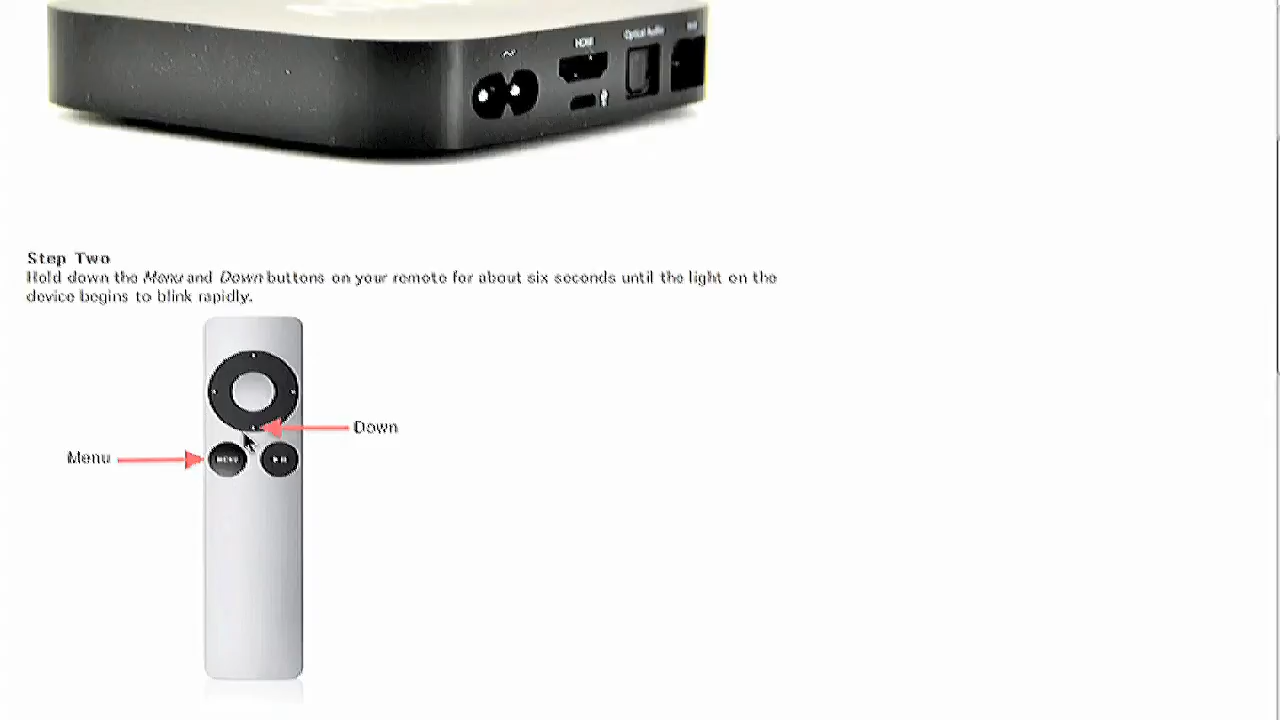 HDMI
Optical Audio
Step Two
Hold down the Menu and Down buttons on your remote for about six seconds until the light on the
device begins to blink rapidly.
Down
Menu
MENU